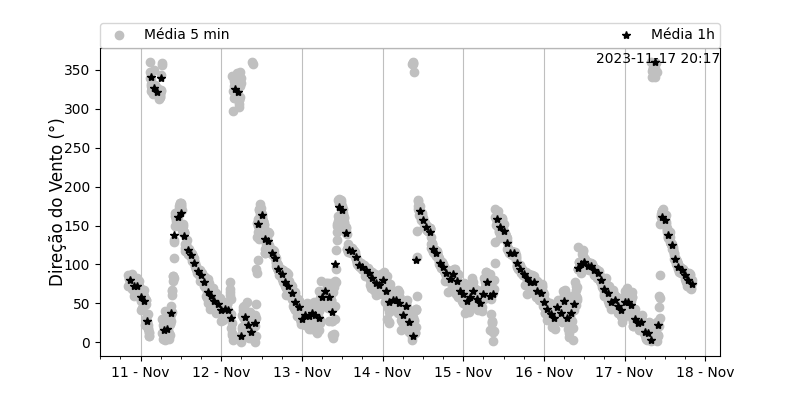 Média 5 min
Média 1h
2023-11-17 20:17
Direção do Vento (°)
350
300
250
200
150
100
50
0
11 - Nov
12 - Nov
13 - Nov
14 - Nov
15 - Nov
16 - Nov
17 - Nov
18 - Nov